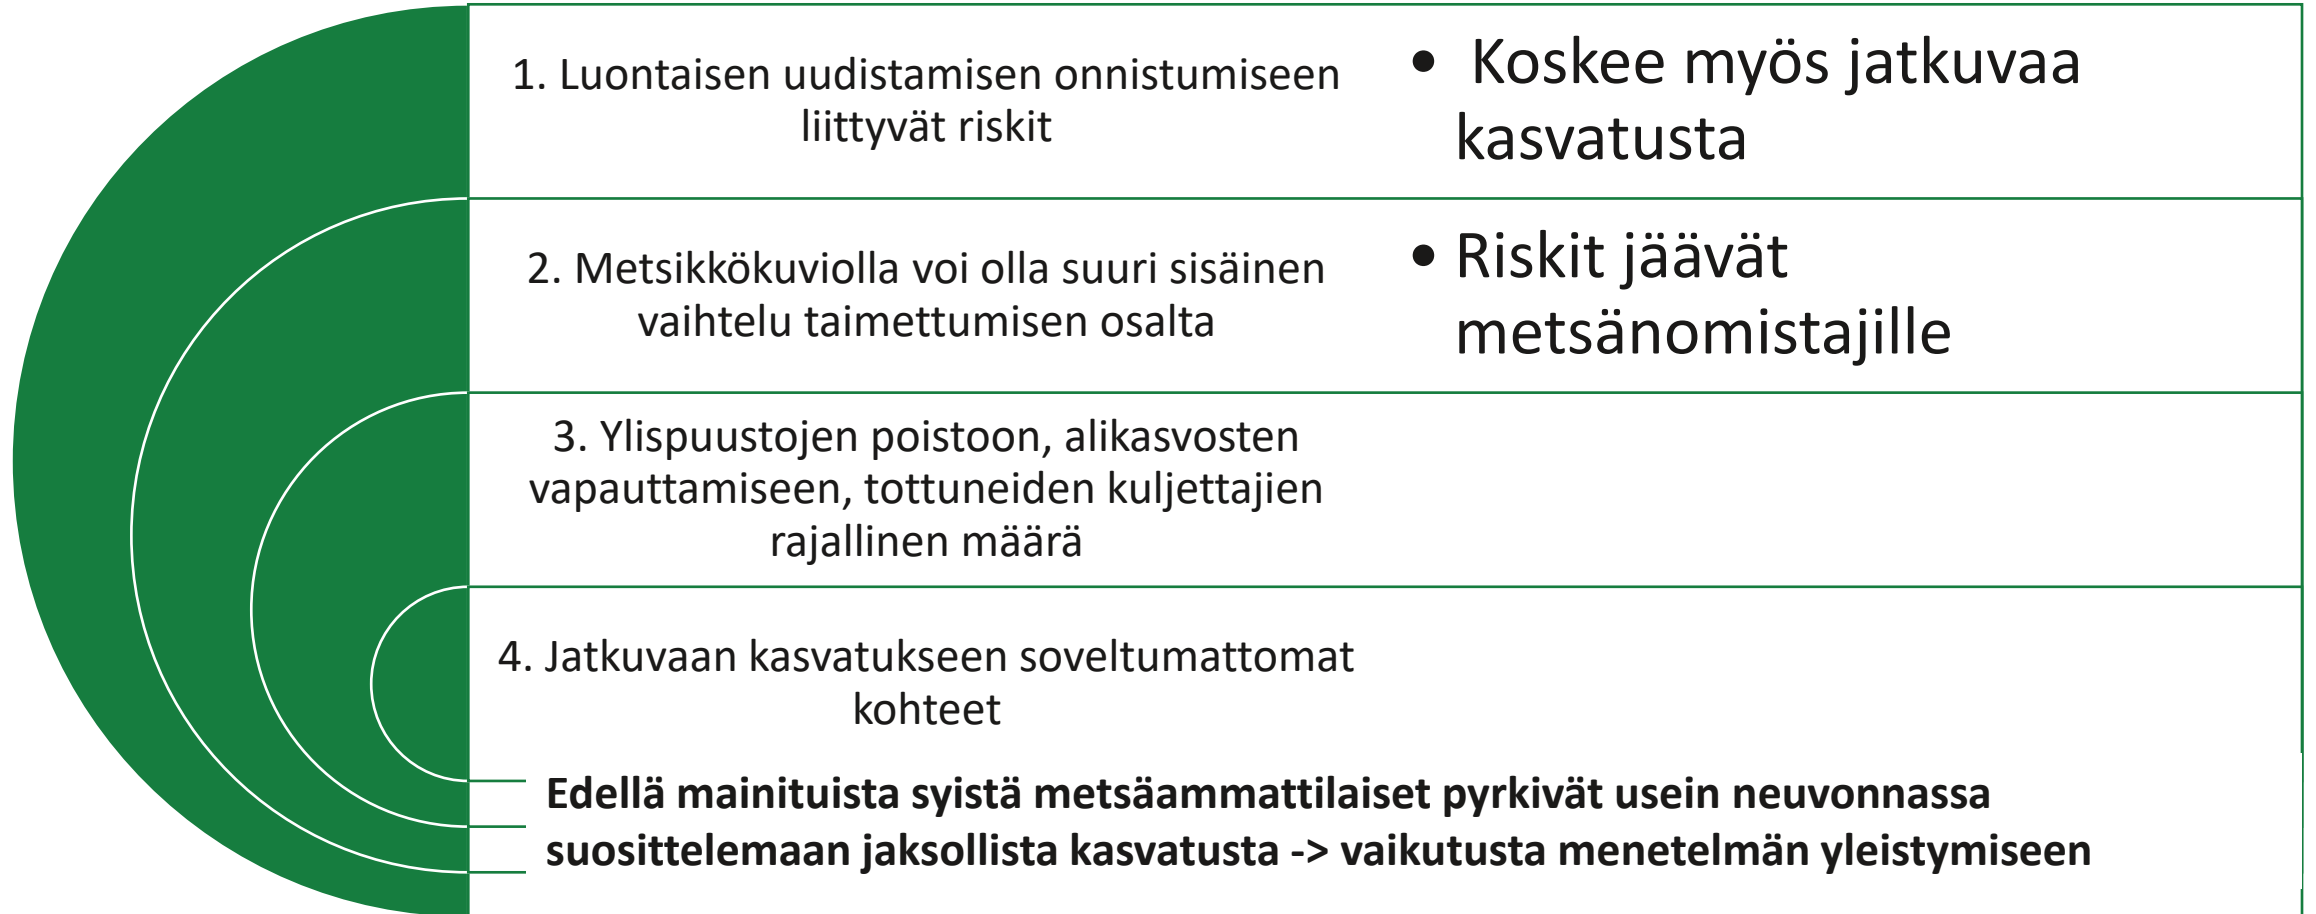 1. Luontaisen uudistamisen onnistumiseen
liittyvät riskit
• Koskee myös jatkuvaa
kasvatusta
2. Metsikkökuviolla voi olla suuri sisäinen
vaihtelu taimettumisen osalta
• Riskit jäävät
metsänomistajille
3. Ylispuustojen poistoon, alikasvosten
vapauttamiseen, tottuneiden kuljettajien
rajallinen määrä
4. Jatkuvaan kasvatukseen soveltumattomat
kohteet
Edellä mainituista syistä metsäammattilaiset pyrkivät usein neuvonnassa
suosittelemaan jaksollista kasvatusta -> vaikutusta menetelmän yleistymiseen